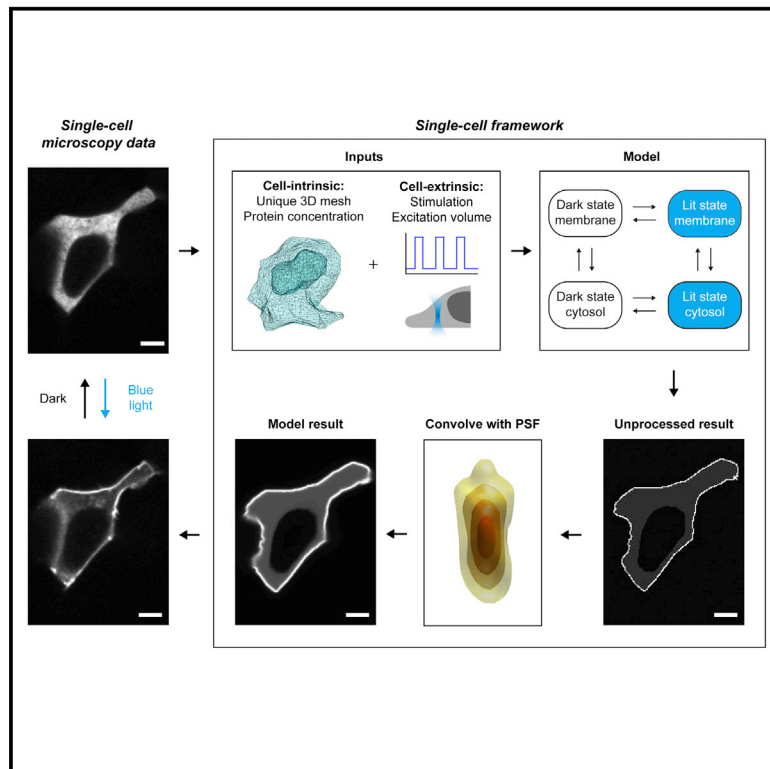 Single-cell
microscopy data
Single-cell framework
Inputs
Model
Cell-intrinsic:
Unique 3D mesh
Protein concentration
+
Cell-extrinsic:
Stimulation
Excitation volume
Dark state
membrane
Lit state
membrane
Dark state
cytosol
Lit state
cytosol
Dark
Blue
light
Model result
Convolve with PSF
Unprocessed result